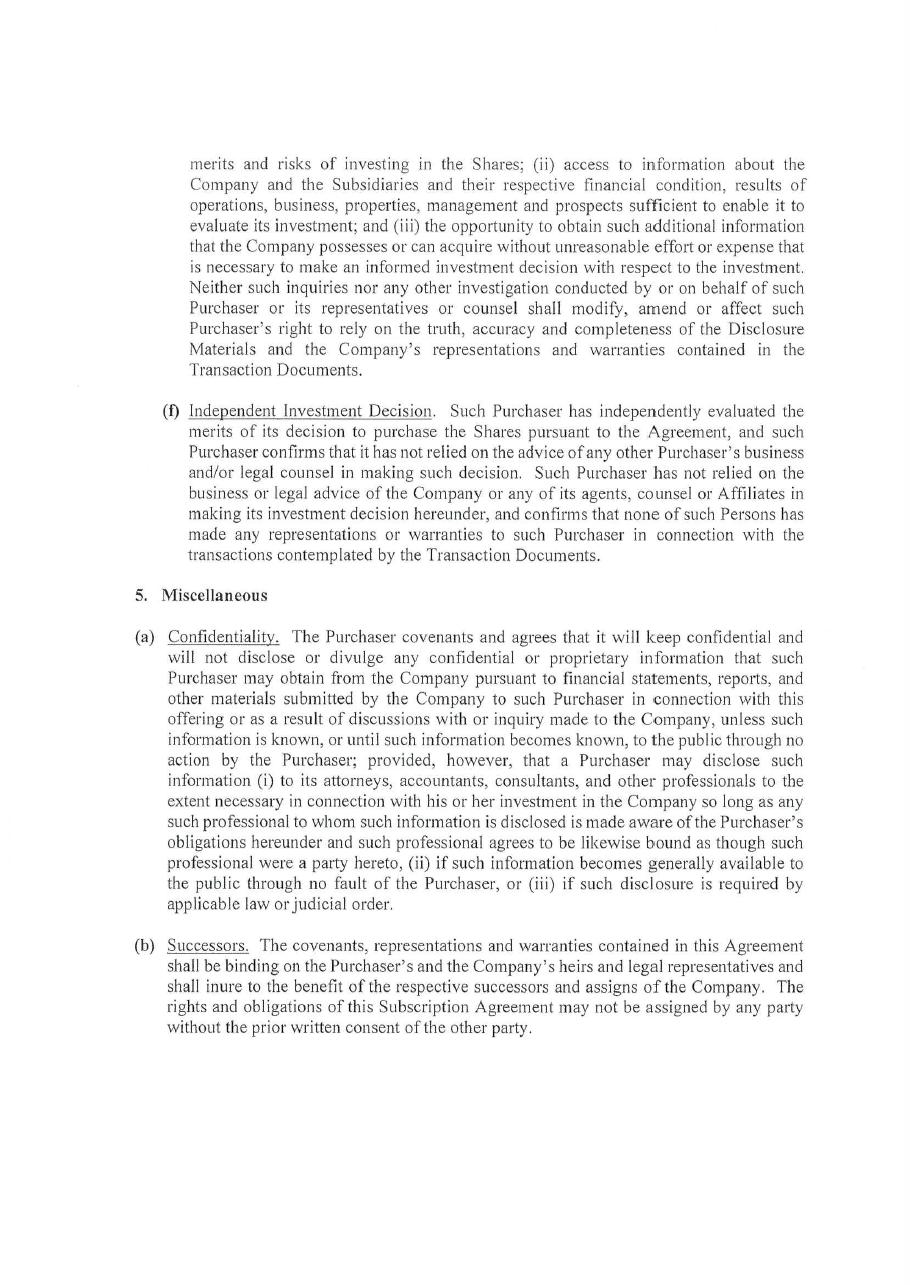 merits and risks of investing in the Shares; (ii) access to information about the
Company and the Subsidiaries and their respective financial condition, results of
operations, business, properties, management and prospects sufficient to enable it to
evaluate its investment; and (iii) the opportunity to obtain such additional information
that the Company possesses or can acquire without unreasonable effort or expense that
is necessary to make an informed investment decision with respect to the investment.
Neither such inquiries nor any other investigation conducted by or on behalf of such
Purchaser or its representatives or counsel shall modify, amend or affect such
Purchaser's right to rely on the truth, accuracy and completeness of the Disclosure
Materials and the Company's representations and warranties contained in the
Transaction Documents.
(f) Independent Investment Decision. Such Purchaser has independently evaluated the
merits of its decision to purchase the Shares pursuant to the Agreement, and such
Purchaser confirms that it has not relied on the advice of any other Purchaser's business
and/or legal counsel in making such decision. Such Purchaser has not relied on the
business or legal advice of the Company or any of its agents, counsel or Affiliates in
making its investment decision hereunder, and confirms that none of such Persons has
made any representations or warranties to such Purchaser in connection with the
transactions contemplated by the Transaction Documents.
5. Miscellaneous
(a) Confidentiality. The Purchaser covenants and agrees that it will keep confidential and
will not disclose or divulge any confidential or proprietary information that such
Purchaser may obtain from the Company pursuant to financial statements, reports, and
other materials submitted by the Company to such Purchaser in connection with this
offering or as a result of discussions with or inquiry made to the Company, unless such
information is known, or until such information becomes known, to the public through no
action by the Purchaser; provided, however, that a Purchaser may disclose such
information (i) to its attorneys, accountants, consultants, and other professionals to the
extent necessary in connection with his or her investment in the Company so long as any
such professional to whom such information is disclosed is made aware of the Purchaser's
obligations hereunder and such professional agrees to be likewise bound as though such
professional were a party hereto, (ii) if such information becomes generally available to
the public through no fault of the Purchaser, or (iii) if such disclosure is required by
applicable law or judicial order.
(b) Successors. The covenants, representations and warranties contained in this Agreement
shall be binding on the Purchaser's and the Company's heirs and legal representatives and
shall inure to the benefit of the respective successors and assigns of the Company. The
rights and obligations of this Subscription Agreement may not be assigned by any party
without the prior written consent of the other party.